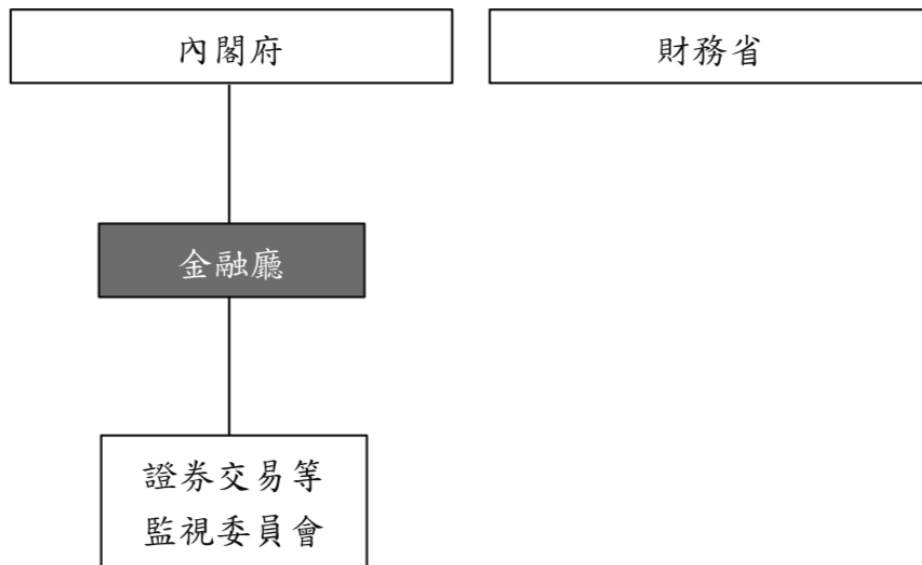 內閣府
財務省
金融廳
證券交易等
監視委員會